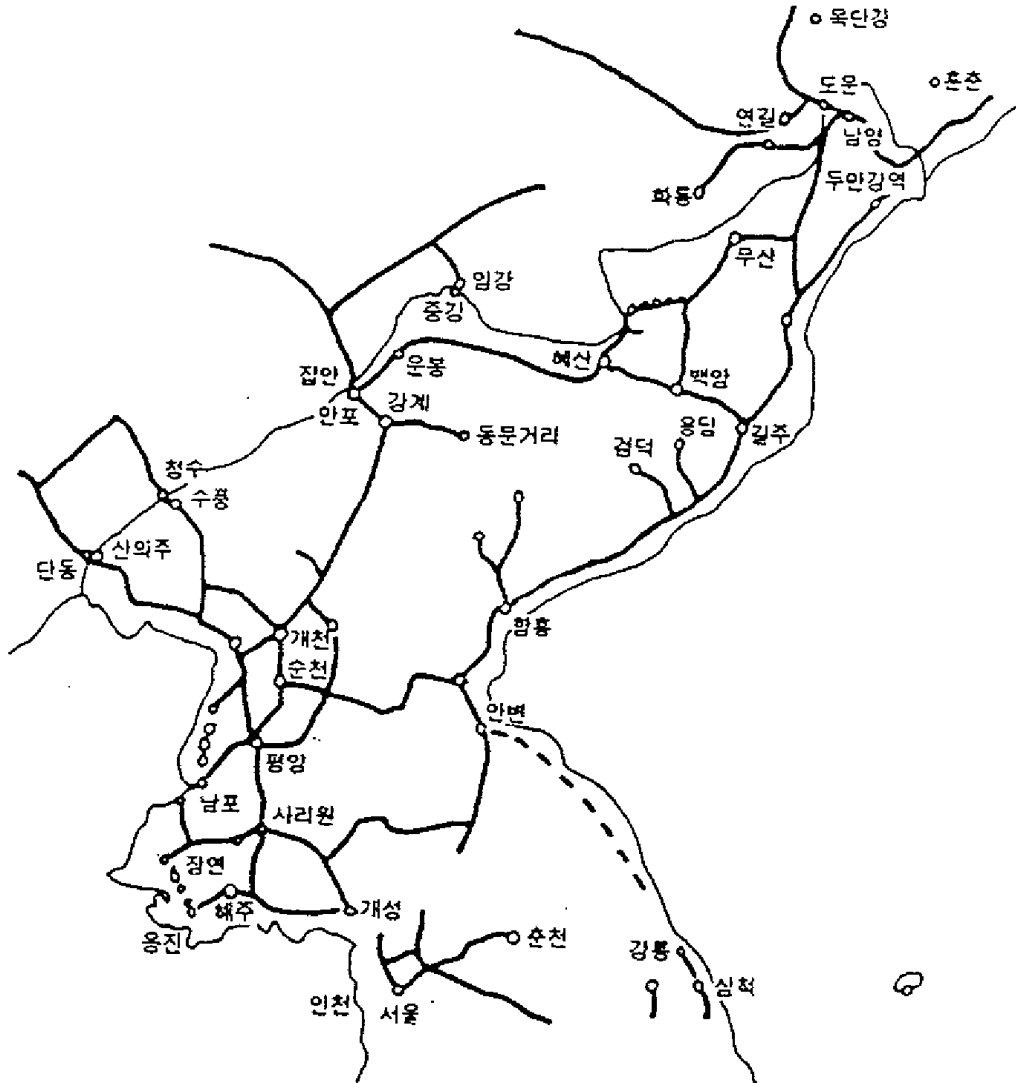 목단강
도문
훈춘
연길
남영
두만강역
화룡
무산
임강
중강
혜산
운봉
집안
백암
만포
강계
동문거리
길주
검덕
용딤
청수
수풍
산의주
단동
함흥
개천
순천
안변
평양
남포
사리원
장연
해주
개성
옹진
춘천
강릉
삼척
인천
서울